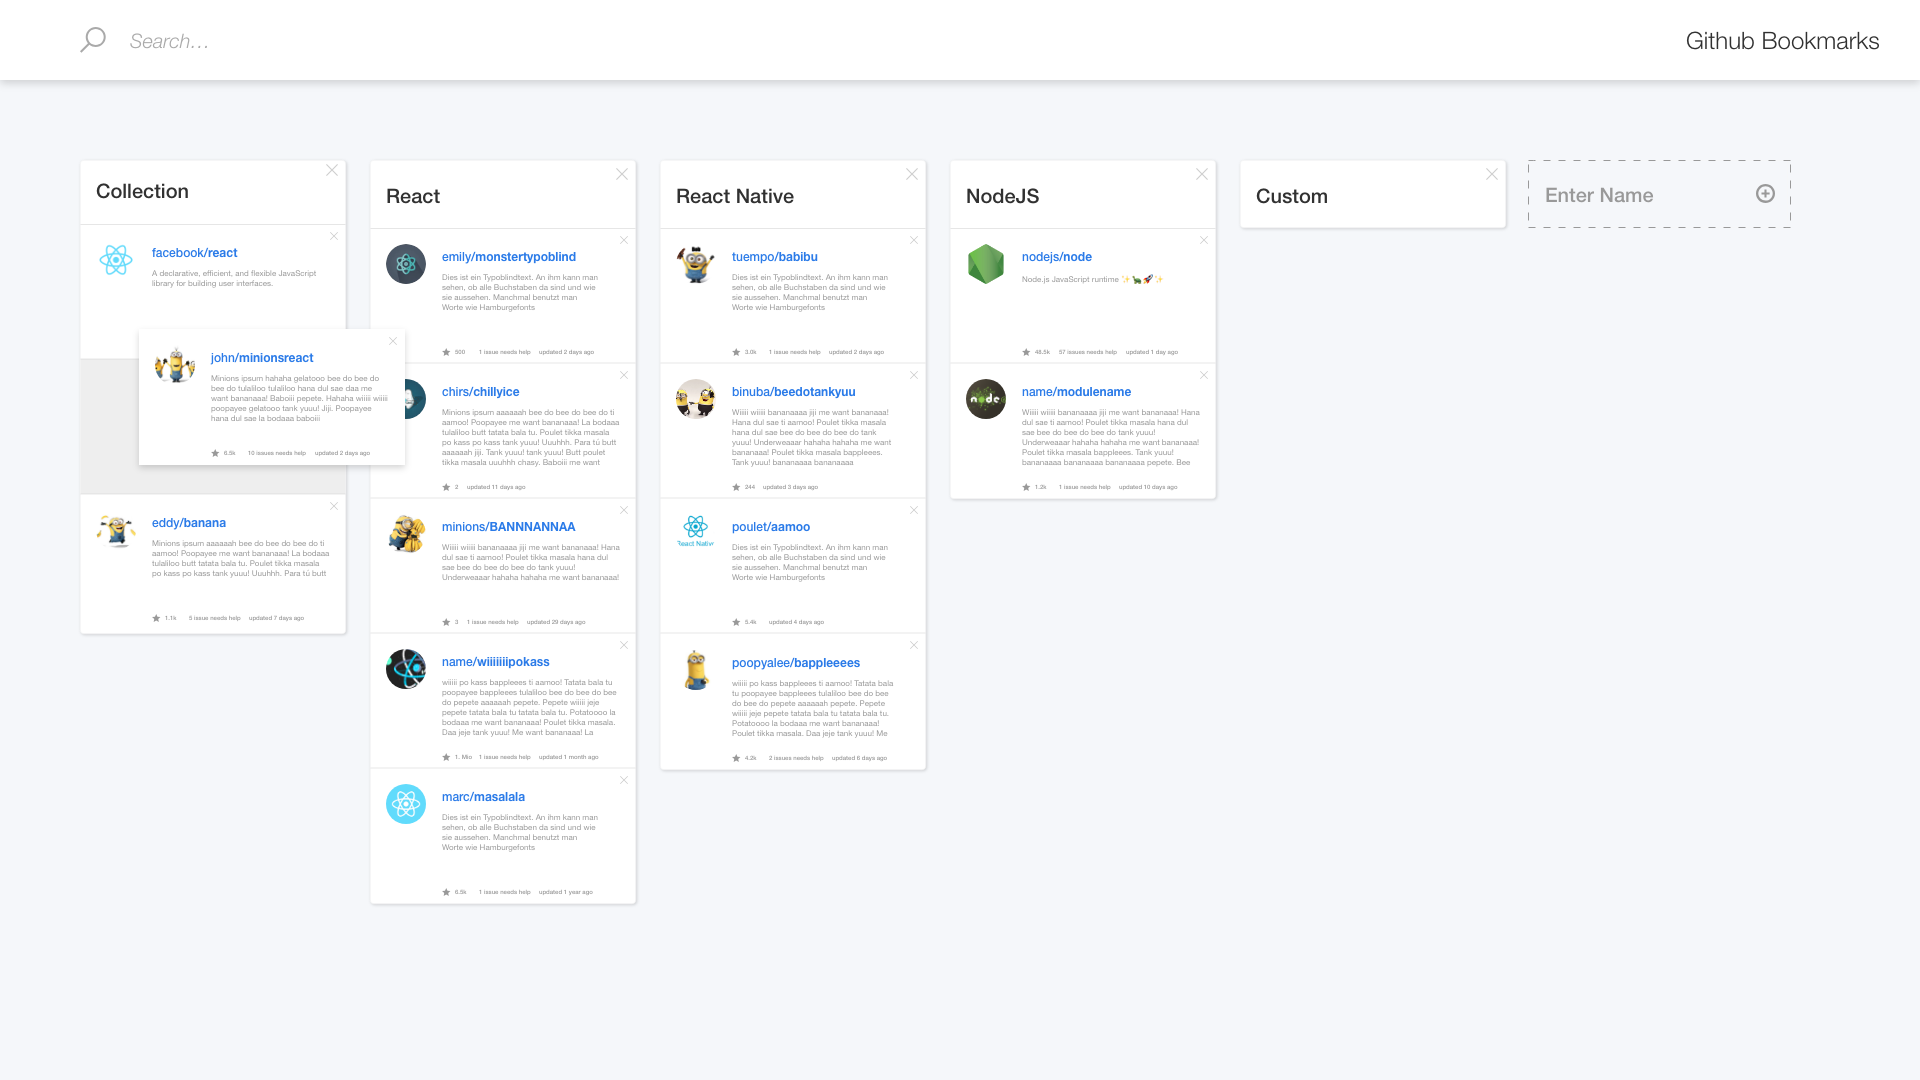 Search...
Github Bookmarks
Collection
facebook/react
A declarative, efficient, and flexible JavaScript
library for building user interfaces.
john/minionsreact
Minions ipsum hahaha gelatooo bee do bee do
bee do tulaliloo tulaliloo hana dul sae daa me
want bananaaa! Baboiii pepete. Hahaha wiiiii wiiiii
poopayee gelatooo tank yuuu! Jiji. Poopayee
hana dul sae la bodaaa baboiii
6.5k 10 issues needs help updated 2 days ago
eddy/banana
Minions ipsum aaaaaah bee do bee do bee do ti
aamoo! Poopayee me want bananaaa! La bodaaa
tulaliloo butt tatata bala tu. Poulet tikka masala
po kass po kass tank yuuu! Uuuhhh. Para tú butt
1.1k 5 issue needs help updated 7 days ago
React
emily/monstertypoblind
Dies ist ein Typoblindtext. An ihm kann man
sehen, ob alle Buchstaben da sind und wie
sie aussehen. Manchmal benutzt man
Worte wie Hamburgefonts
500 1 issue needs help updated 2 days ago
chirs/chillyice
Minions ipsum aaaaaah bee do bee do bee do ti
aamoo! Poopayee me want bananaaa! La bodaaa
tulaliloo butt tatata bala tu. Poulet tikka masala
po kass po kass tank yuuu! Uuuhhh. Para tú butt
aaaaaah jiji. Tank yuuu! tank yuuu! Butt poulet
tikka masala uuuhhh chasy. Baboiii me want
2 updated 11 days ago
minions/BANNNANNAA
Wiiiii wiiiii bananaaaa jiji me want bananaaa! Hana
dul sae ti aamoo! Poulet tikka masala hana dul
sae bee do bee do bee do tank yuuu!
Underweaaar hahaha hahaha me want bananaaa!
3 1 issue needs help updated 29 days ago
name/wiiiiiiipokass
wiiiii po kass bappleees ti aamoo! Tatata bala tu
poopayee bappleees tulaliloo bee do bee do bee
do pepete aaaaaah pepete. Pepete wiiiii jeje
pepete tatata bala tu tatata bala tu. Potatoooo la
bodaaa me want bananaaa! Poulet tikka masala.
Daa jeje tank yuuu! Me want bananaaa! La
1. Mio 1 issue needs help updated 1 month ago
marc/masalala
Dies ist ein Typoblindtext. An ihm kann man
sehen, ob alle Buchstaben da sind und wie
sie aussehen. Manchmal benutzt man
Worte wie Hamburgefonts
6.5k 1 issue needs help updated 1 year ago
React Native
tuempo/babibu
Dies ist ein Typoblindtext. An ihm kann man
sehen, ob alle Buchstaben da sind und wie
sie aussehen. Manchmal benutzt man
Worte wie Hamburgefonts
3.0k 1 issue needs help updated 2 days ago
binuba/beedotankyuu
Wiiiii wiiiii bananaaaa jiji me want bananaaa!
Hana dul sae ti aamoo! Poulet tikka masala
hana dul sae bee do bee do bee do tank
yuuu! Underweaaar hahaha hahaha me want
bananaaa! Poulet tikka masala bappleees.
Tank yuuu! bananaaaa bananaaaa
244 updated 3 days ago
React Native
poulet/aamoo
Dies ist ein Typoblindtext. An ihm kann man
sehen, ob alle Buchstaben da sind und wie
sie aussehen. Manchmal benutzt man
Worte wie Hamburgefonts
5.4k updated 4 days ago
poopyalee/bappleeees
wiiiii po kass bappleees ti aamoo! Tatata bala
tu poopayee bappleees tulaliloo bee do bee
do bee do pepete aaaaaah pepete. Pepete
wiiiii jeje pepete tatata bala tu tatata bala tu.
Potatoooo la bodaaa me want bananaaa!
Poulet tikka masala. Daa jeje tank yuuu! Me
4.2k 2 issues needs help updated 6 days ago
NodeJS
nodejs/node
Node.js JavaScript runtime ✨🐢🚀✨
48.5k 57 issues needs help updated 1 day ago
node
name/modulename
Wiiiii wiiiii bananaaaa jiji me want bananaaa! Hana
dul sae ti aamoo! Poulet tikka masala hana dul
sae bee do bee do bee do tank yuuu!
Underweaaar hahaha hahaha me want bananaaa!
Poulet tikka masala bappleees. Tank yuuu!
bananaaaa bananaaaa bananaaaa pepete. Bee
1.2k 1 issue needs help updated 10 days ago
Custom
Enter Name